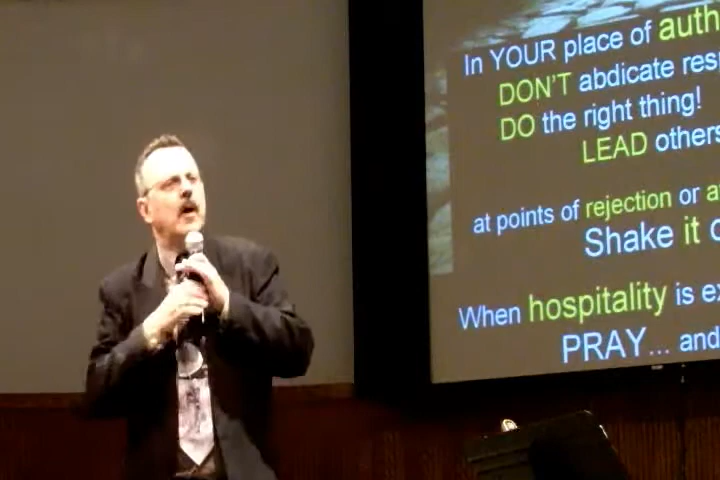 In YOUR place of
DON'T abdicate
DO the right thing!
LEAD others
at points of rejection or
Shake it
When hospitality is
PRAY... and